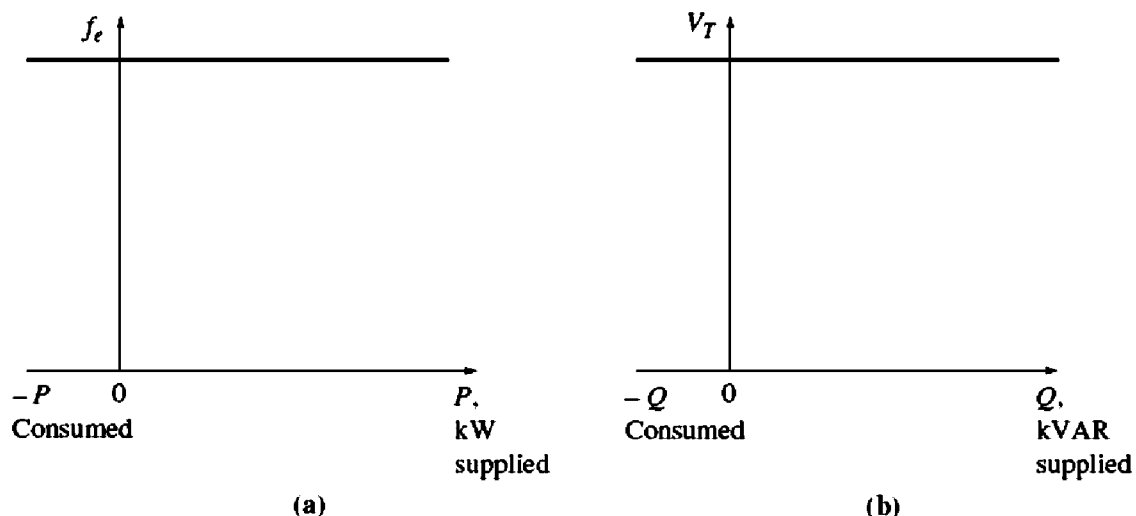 f_e
V_T
– P
0
P,
Consumed
kW
supplied
– Q
0
Q,
Consumed
kVAR
supplied
(a)
(b)